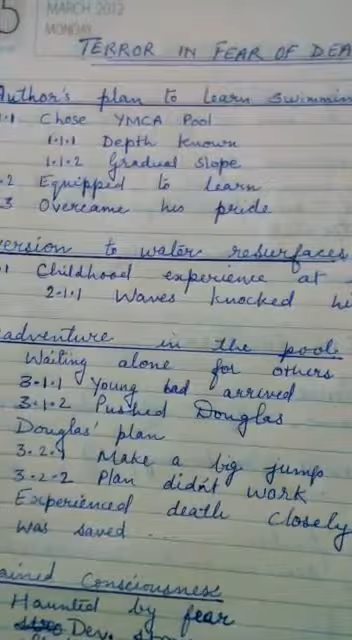 5
MARCH 2012
MONDAY
TERROR IN FEAR OF DEA
Author's plan to learn swimmin
1.1 Chose YMCA Pool
1.1.1 Depth known
1.1.2 Gradual slope
.2 Equipped to learn
3 Overcame his pride
version to water resurfaces
.1 Childhood experience at
2.1.1 Waves knocked hi
adventure in the pool
Waiting alone for others
3.1.1 Young lad arrived
3.1.2 Pushed Douglas
Douglas' plan
3.2.1 Make a big jump
3.2.2 Plan didn't work
Experienced death closely
Was saved
ained Consciousness
Haunted by fear
Dev.